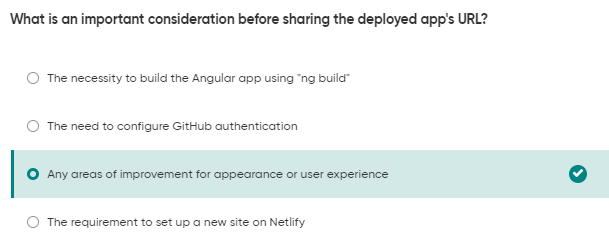 What is an important consideration before sharing the deployed app's URL?
The necessity to build the Angular app using "ng build"
The need to configure GitHub authentication
Any areas of improvement for appearance or user experience
The requirement to set up a new site on Netlify